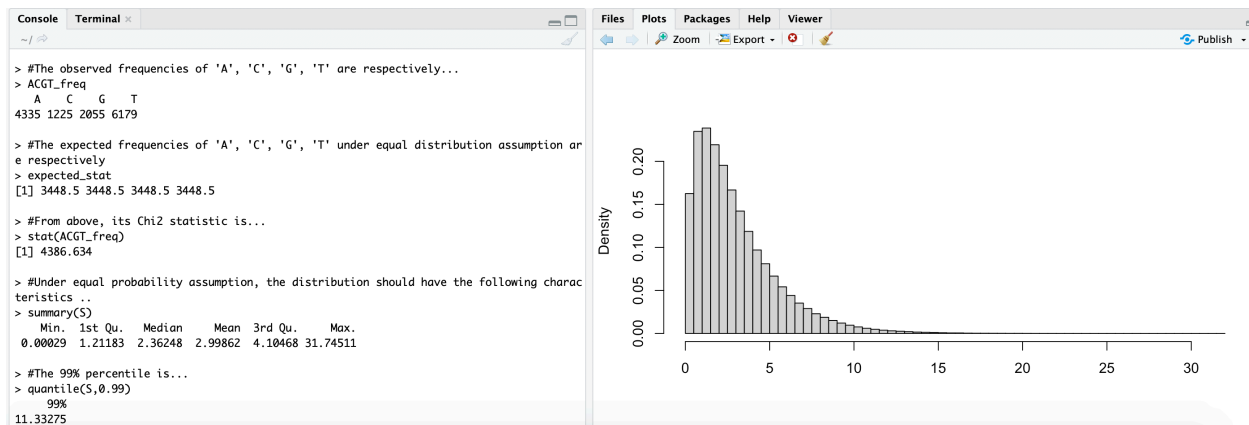 Console Terminal
~/
> #The observed frequencies of 'A', 'C', 'G', 'T' are respectively...
> ACGT_freq
A C G T
4335 1225 2055 6179
> #The expected frequencies of 'A', 'C', 'G', 'T' under equal distribution assumption ar
e respectively
> expected_stat
[1] 3448.5 3448.5 3448.5 3448.5
> #From above, its Chi2 statistic is...
> stat(ACGT_freq)
[1] 4386.634
> #Under equal probability assumption, the distribution should have the following charac
teristics ..
> summary(S)
Min. 1st Qu. Median Mean 3rd Qu. Max.
0.00029 1.21183 2.36248 2.99862 4.10468 31.74511
> #The 99% percentile is...
> quantile(S,0.99)
99%
11.33275
Files Plots Packages Help Viewer
Zoom Export Publish
Density
0.20
0.15
0.10
0.05
0.00
0 5 10 15 20 25 30